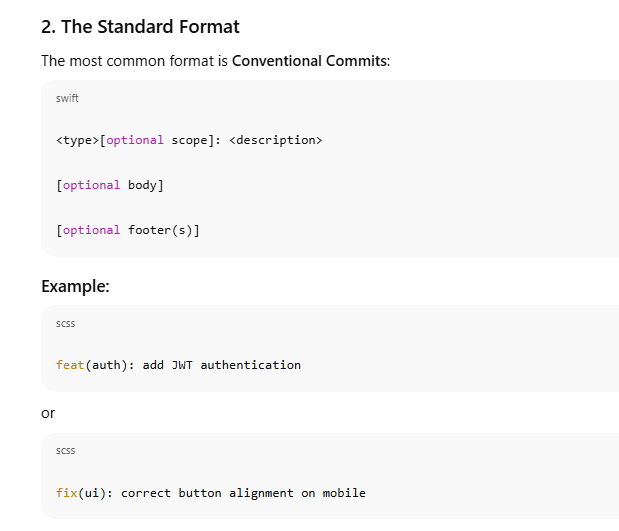 2. The Standard Format
The most common format is Conventional Commits:
swift
<type>[optional scope]: <description>
[optional body]
[optional footer(s)]
Example:
scss
feat(auth): add JWT authentication
or
scss
fix(ui): correct button alignment on mobile